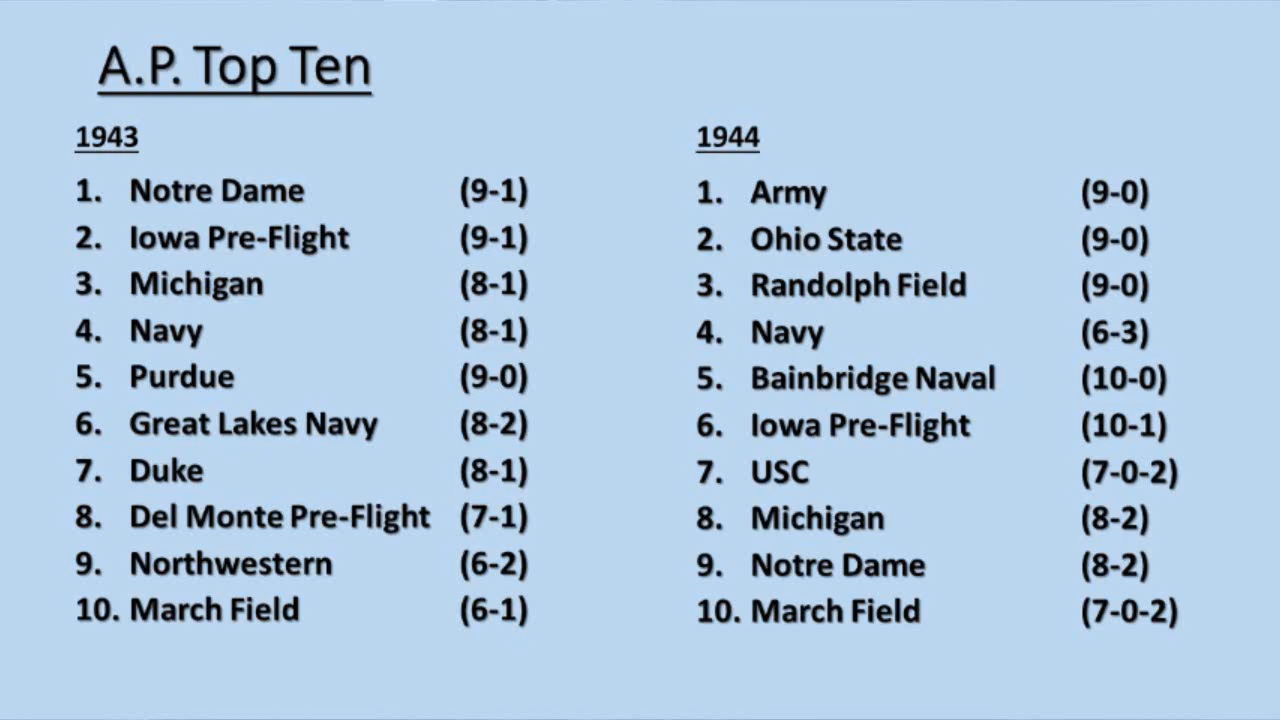 A.P. Top Ten
1943
1. Notre Dame (9-1)
2. Iowa Pre-Flight (9-1)
3. Michigan (8-1)
4. Navy (8-1)
5. Purdue (9-0)
6. Great Lakes Navy (8-2)
7. Duke (8-1)
8. Del Monte Pre-Flight (7-1)
9. Northwestern (6-2)
10. March Field (6-1)
1944
1. Army (9-0)
2. Ohio State (9-0)
3. Randolph Field (9-0)
4. Navy (6-3)
5. Bainbridge Naval (10-0)
6. Iowa Pre-Flight (10-1)
7. USC (7-0-2)
8. Michigan (8-2)
9. Notre Dame (8-2)
10. March Field (7-0-2)